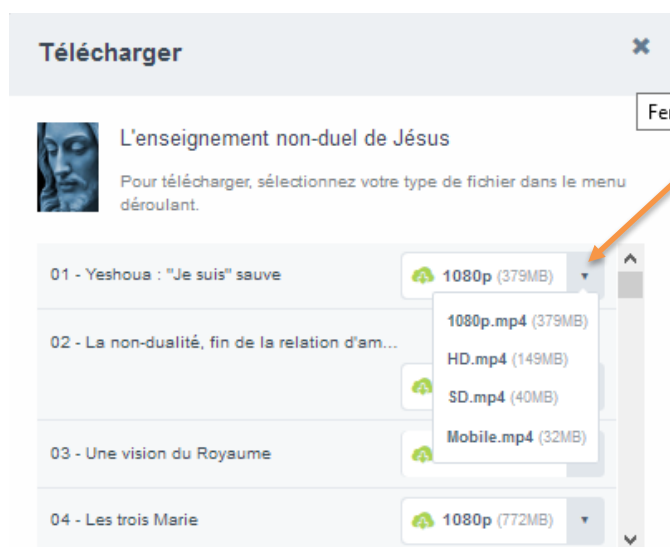 Télécharger
L'enseignement non-duel de Jésus
Pour télécharger, sélectionnez votre type de fichier dans le menu
déroulant.
01 - Yeshoua : "Je suis" sauve
1080p (379MB)
1080p.mp4 (379MB)
02 - La non-dualité, fin de la relation d'am...
HD.mp4 (149MB)
SD.mp4 (40MB)
Mobile.mp4 (32MB)
03 - Une vision du Royaume
04 - Les trois Marie
1080p (772MB)